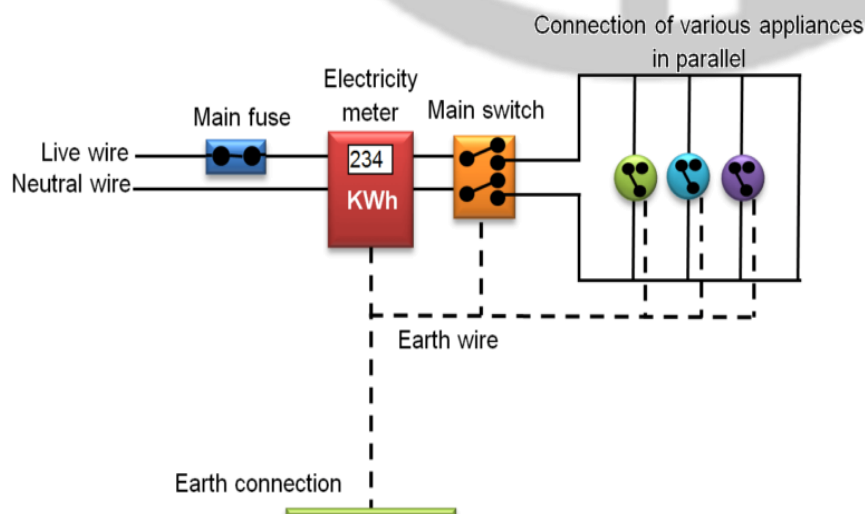 Connection of various appliances
in parallel
Electricity
meter
Main switch
Main fuse
Live wire
234
Neutral wire
KWh
Earth wire
Earth connection